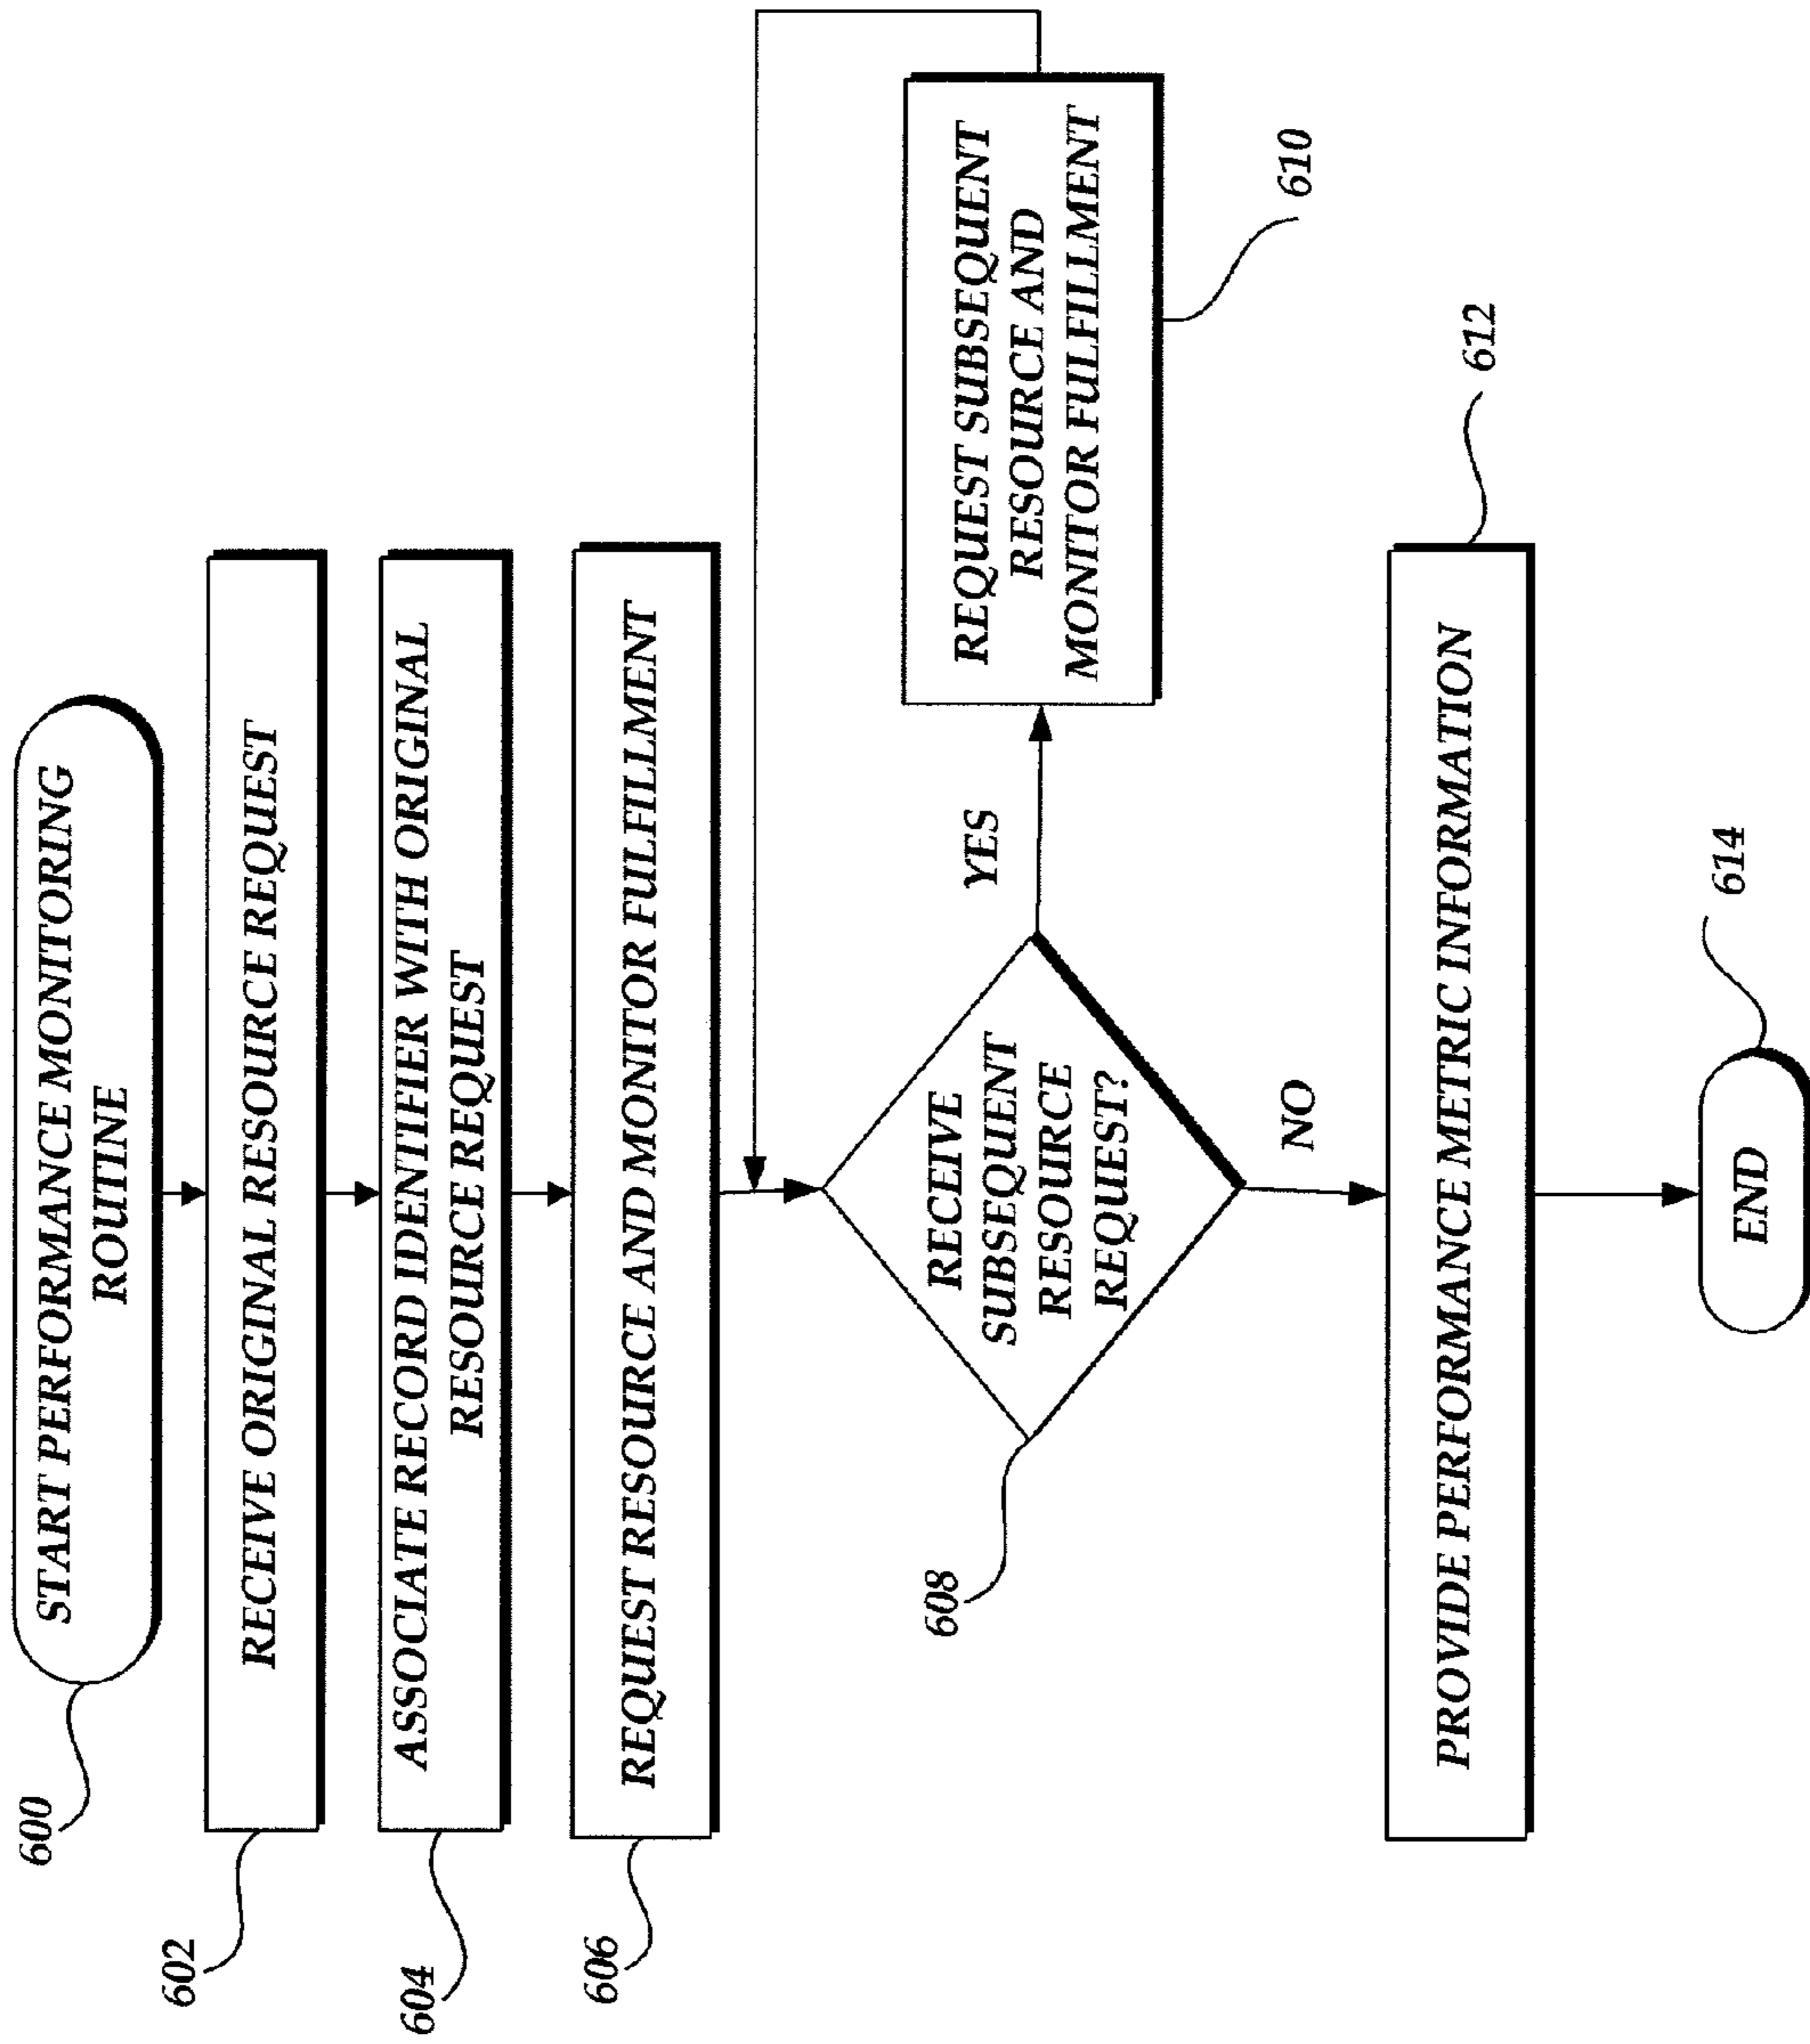 600
START PERFORMANCE MONITORING
ROUTINE
602
RECEIVE ORIGINAL RESOURCE REQUEST
604
ASSOCIATE RECORD IDENTIFIER WITH ORIGINAL
RESOURCE REQUEST
606
REQUEST RESOURCE AND MONITOR FULFILLMENT
608
RECEIVE
SUBSEQUENT
RESOURCE
REQUEST?
YES
REQUEST SUBSEQUENT
RESOURCE AND
MONITOR FULFILLMENT
610
NO
PROVIDE PERFORMANCE METRIC INFORMATION
612
END
614